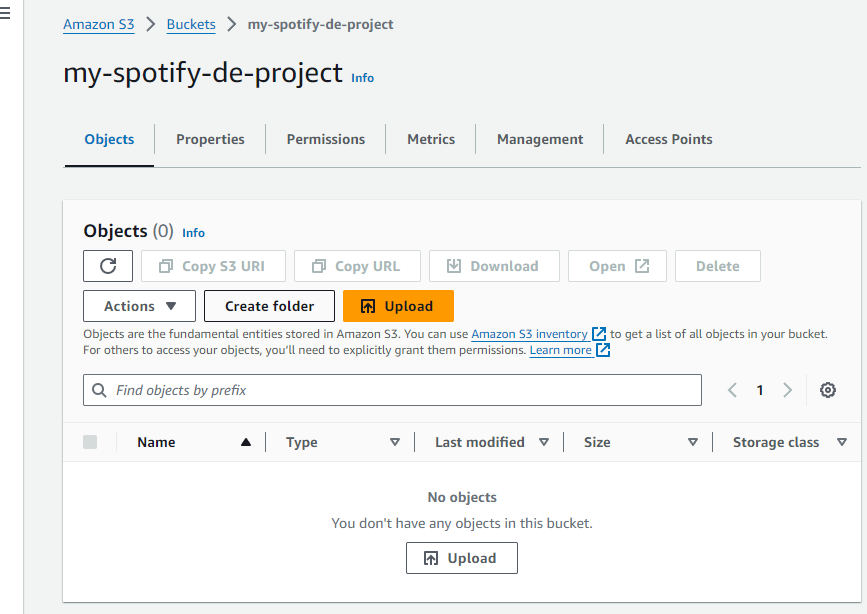 Amazon S3 > Buckets > my-spotify-de-project
my-spotify-de-project Info
Objects Properties Permissions Metrics Management Access Points
Objects (0) Info
Copy S3 URI Copy URL Download Open Delete
Actions Create folder Upload
Objects are the fundamental entities stored in Amazon S3. You can use Amazon S3 inventory to get a list of all objects in your bucket.
For others to access your objects, you'll need to explicitly grant them permissions. Learn more
Find objects by prefix 1
Name Type Last modified Size Storage class
No objects
You don't have any objects in this bucket.
Upload